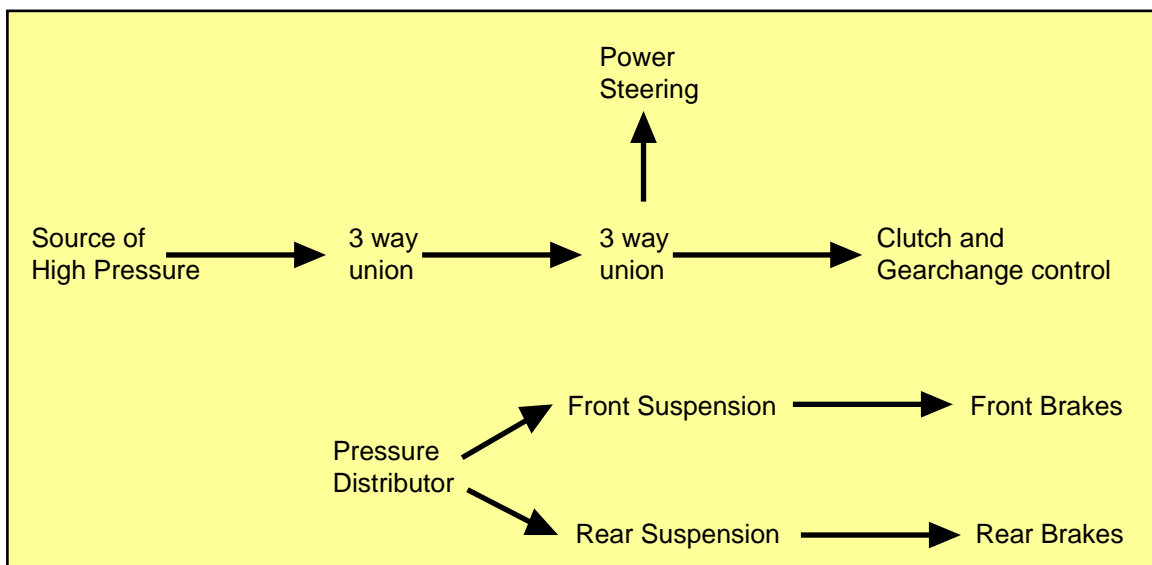 Power
Steering
Source of
High Pressure
3 way
union
3 way
union
Clutch and
Gearchange control
Front Suspension
Front Brakes
Pressure
Distributor
Rear Suspension
Rear Brakes